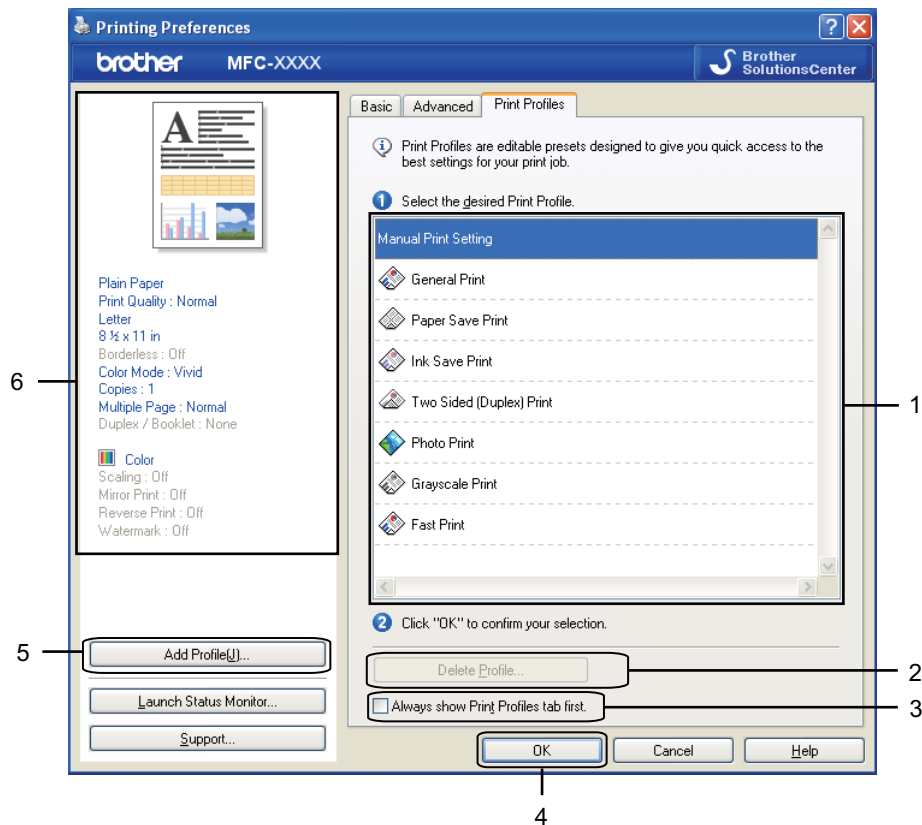 Printing Preferences
brother MFC-XXXX
Brother
SolutionsCenter
A
Plain Paper
Print Quality : Normal
Letter
8 ½ x 11 in
Borderless : Off
Color Mode : Vivid
Copies : 1
Multiple Page : Normal
Duplex / Booklet : None
Color
Scaling : Off
Mirror Print : Off
Reverse Print : Off
Watermark : Off
6
Add Profile(J)...
5
Launch Status Monitor...
Support...
Basic Advanced Print Profiles
Print Profiles are editable presets designed to give you quick access to the
best settings for your print job.
1 Select the desired Print Profile.
Manual Print Setting
General Print
Paper Save Print
Ink Save Print
Two Sided (Duplex) Print
Photo Print
Grayscale Print
Fast Print
1
2 Click "OK" to confirm your selection.
Delete Profile...
2
Always show Print Profiles tab first.
3
OK Cancel Help
4